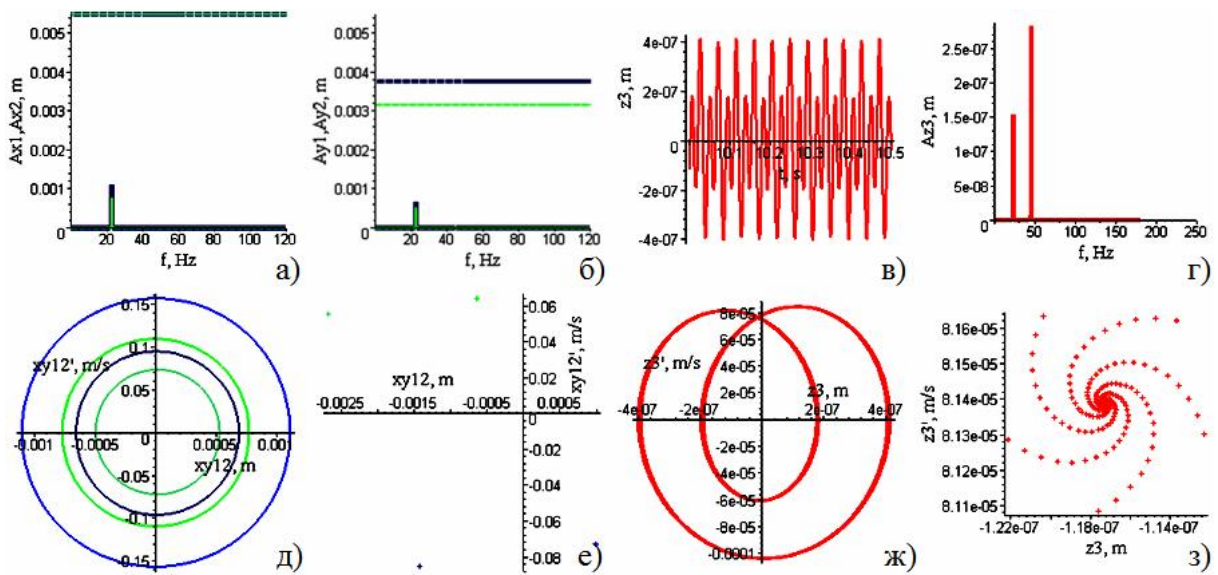 0.005
0.004
0.003
0.002
0.001
0
Ax1,Ax2, m
20 40 60 80 100 120
f, Hz
а)
0.005
0.004
0.003
0.002
0.001
0
Ay1,Ay2, m
20 40 60 80 100 120
f, Hz
б)
4e-07
2e-07
0
-2e-07
-4e-07
z3, m
10.1 10.2 10.3 10.4 10.5
t, s
в)
2.5e-07
2e-07
1.5e-07
1e-07
5e-08
0
Az3, m
50 100 150 200 250
f, Hz
г)
0.15
0.1
xy12', m/s
0.05
-0.001 -0.0005 0 0.0005 0.001
xy12, m
-0.05
-0.1
-0.15
д)
0.06
0.04
0.02
xy12', m/s
xy12, m
-0.0025 -0.0015 0 0.0005 0.0010
-0.02
-0.04
-0.06
-0.08
е)
8e-05
6e-05
z3', m/s
4e-05
z3, m
2e-05
-4e-07 -2e-07 0 2e-07 4e-07
-2e-05
-4e-05
-6e-05
-8e-05
-0.0001
ж)
8.16e-05
8.15e-05
8.14e-05
8.13e-05
8.12e-05
8.11e-05
z3', m/s
-1.22e-07 -1.18e-07 -1.14e-07
z3, m
з)